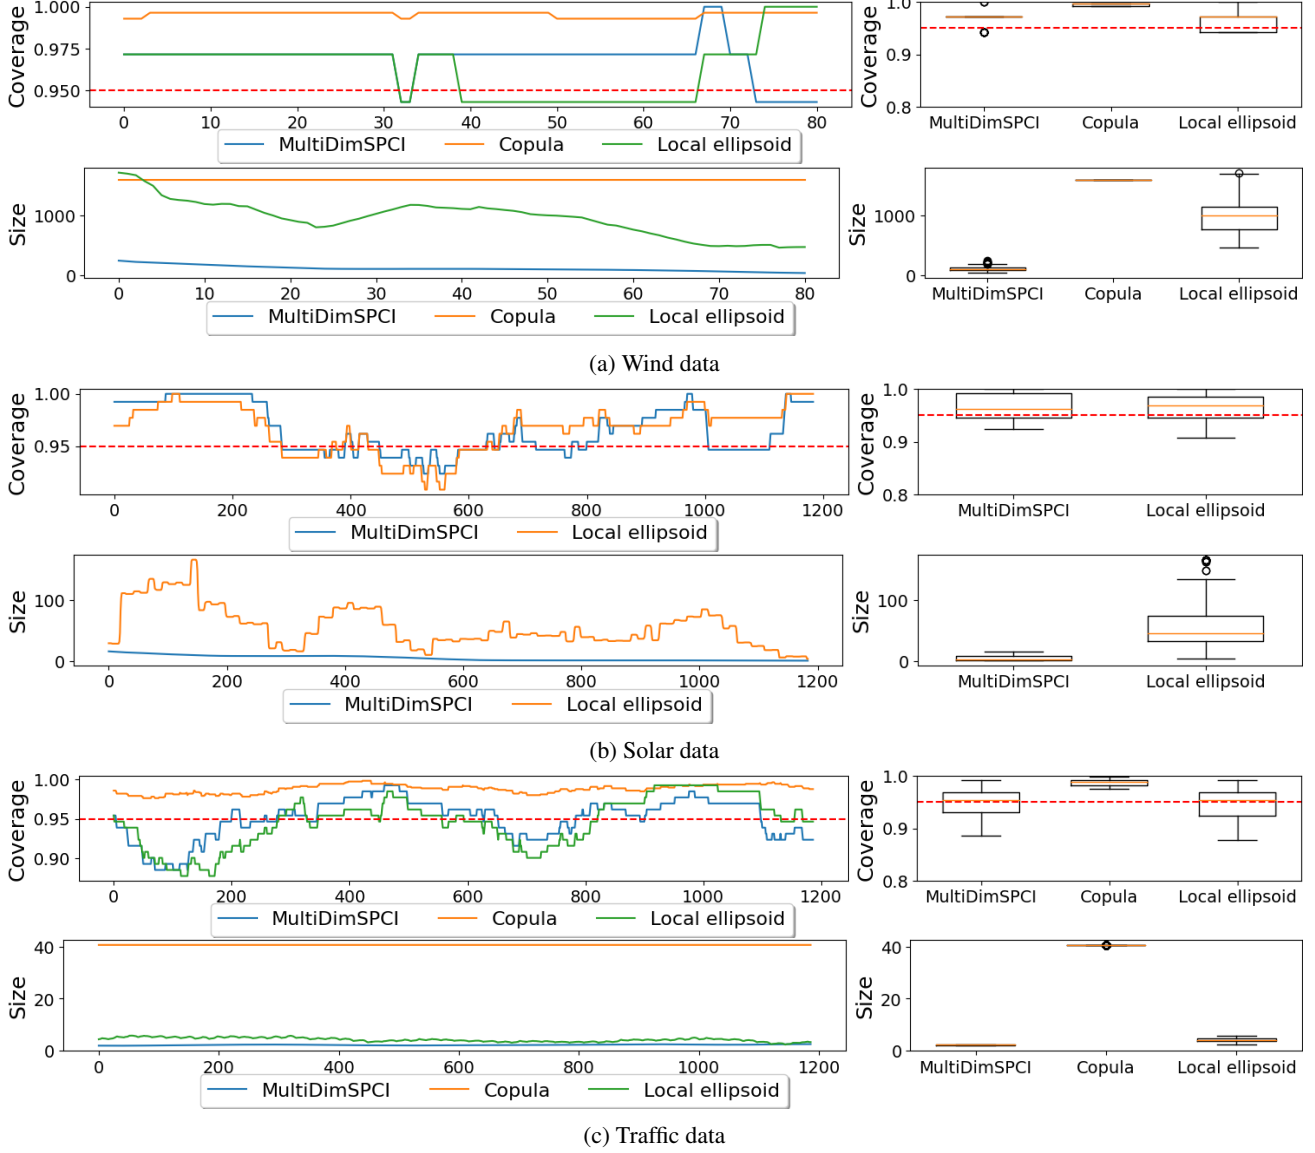 Coverage
1.000
0.975
0.950
0 10 20 30 40 50 60 70 80
MultiDimSPCI Copula Local ellipsoid
Coverage
1.0
0.9
0.8
MultiDimSPCI Copula Local ellipsoid
Size
1000
0
0 10 20 30 40 50 60 70 80
MultiDimSPCI Copula Local ellipsoid
Size
1000
0
MultiDimSPCI Copula Local ellipsoid
(a) Wind data
Coverage
1.00
0.95
0 200 400 600 800 1000 1200
MultiDimSPCI Local ellipsoid
Coverage
1.0
0.9
0.8
MultiDimSPCI Local ellipsoid
Size
100
0
0 200 400 600 800 1000 1200
MultiDimSPCI Local ellipsoid
Size
100
0
MultiDimSPCI Local ellipsoid
(b) Solar data
Coverage
1.00
0.95
0.90
0 200 400 600 800 1000 1200
MultiDimSPCI Copula Local ellipsoid
Coverage
1.0
0.9
0.8
MultiDimSPCI Copula Local ellipsoid
Size
40
20
0
0 200 400 600 800 1000 1200
MultiDimSPCI Copula Local ellipsoid
Size
40
20
0
MultiDimSPCI Copula Local ellipsoid
(c) Traffic data